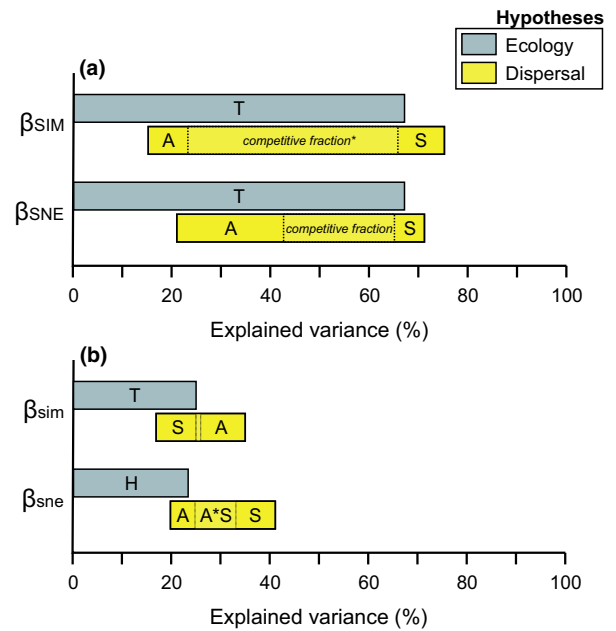 Hypotheses
Ecology
Dispersal
(a)
βSIM
T
A competitive fraction* S
βSNE
T
A competitive fraction S
0 20 40 60 80 100
Explained variance (%)
(b)
βsim
T
S A
βsne
H
A A*S S
0 20 40 60 80 100
Explained variance (%)